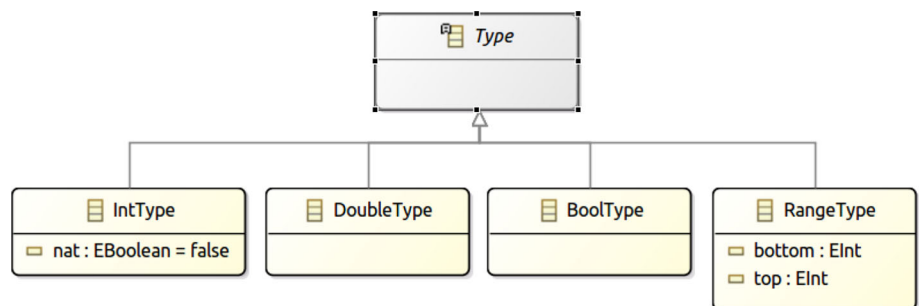 Type
IntType
nat : EBoolean = false
DoubleType
BoolType
RangeType
bottom : EInt
top : EInt